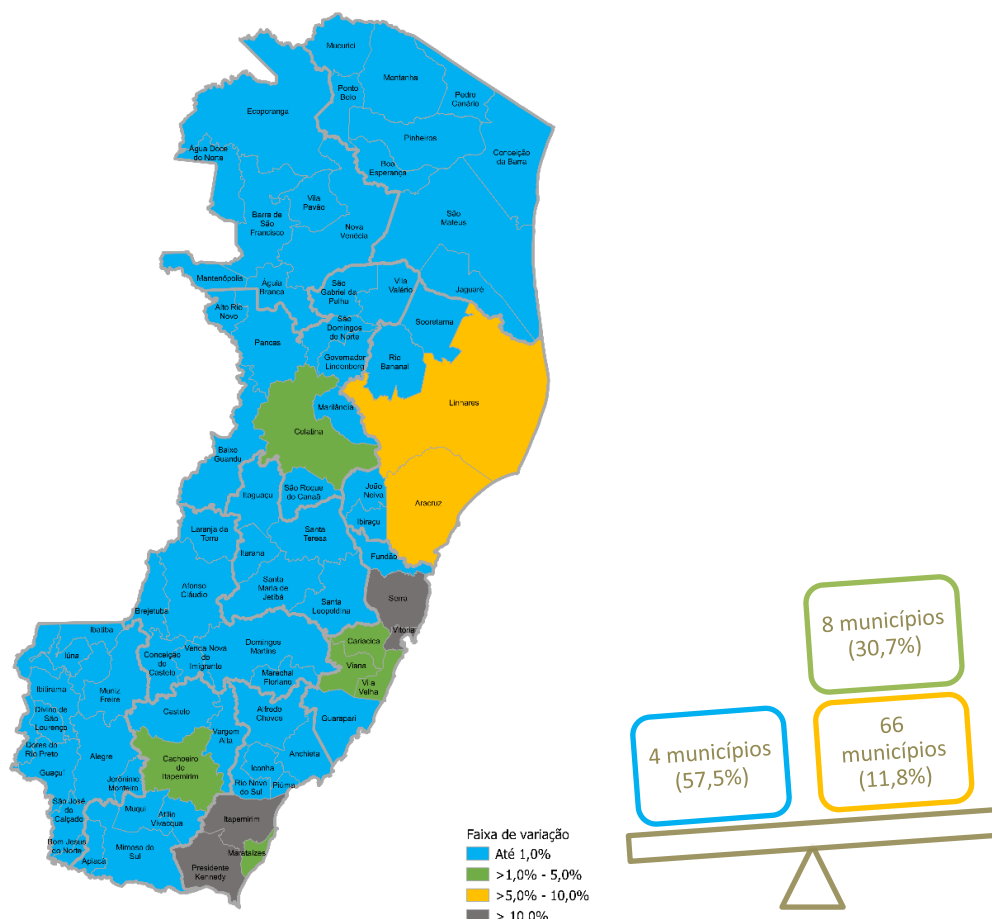 Mucurici
Montanha
Ponto
Belo
Pedro
Canário
Ecoporanga
Pinheiros
Conceição
da Barra
Água Doce
do Norte
Boa
Esperança
Vila
Pavão
Barra de
São
Francisco
São
Mateus
Nova
Venécia
Mantenópolis
Águia
Branca
São
Gabriel da
Palha
Vila
Valério
Jaguaré
Alto Rio
Novo
São
Domingos
do Norte
Sooretama
Pancas
Governador
Lindenberg
Rio
Bananal
Linhares
Marilândia
Colatina
Baixo
Guandu
Itaguaçu
São Roque
do Canaã
João
Neiva
Aracruz
Ibiraçu
Laranja da
Terra
Santa
Teresa
Itarana
Fundão
Afonso
Cláudio
Santa
Maria de
Jetibá
Serra
Brejetuba
Santa
Leopoldina
Vitória
Ibatiba
Cariacica
Iúna
Conceição
do
Castelo
Venda Nova
do
Imigrante
Domingos
Martins
Viana
Marechal
Floriano
Vila
Velha
Ibitirama
Muniz
Freire
Divino de
São
Lourenço
Castelo
Alfredo
Chaves
Guarapari
Dores do
Rio Preto
Alegre
Vargem
Alta
Anchieta
Guaçuí
Cachoeiro
de
Itapemirim
Iconha
Jerônimo
Monteiro
Rio Novo
do Sul
Piúma
São José
do
Calçado
Muqui
Atílio
Vivacqua
Itapemirim
Bom Jesus
do Norte
Apiacá
Mimoso do
Sul
Marataízes
Presidente
Kennedy
8 municípios
(30,7%)
4 municípios
(57,5%)
66
municípios
(11,8%)
Faixa de variação
Até 1,0%
>1,0% - 5,0%
>5,0% - 10,0%
> 10,0%